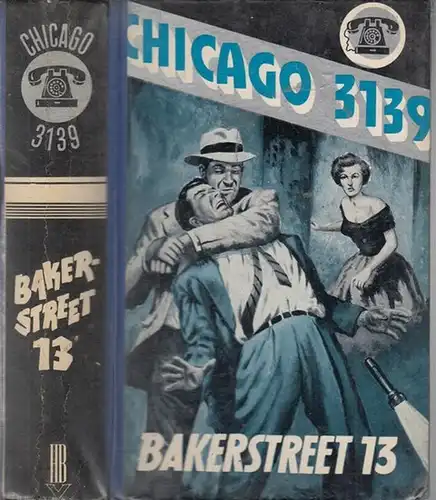 CHICAGO
3139
BAKER-
STREET
13
HB
CHICAGO 3139
BAKERSTREET 13